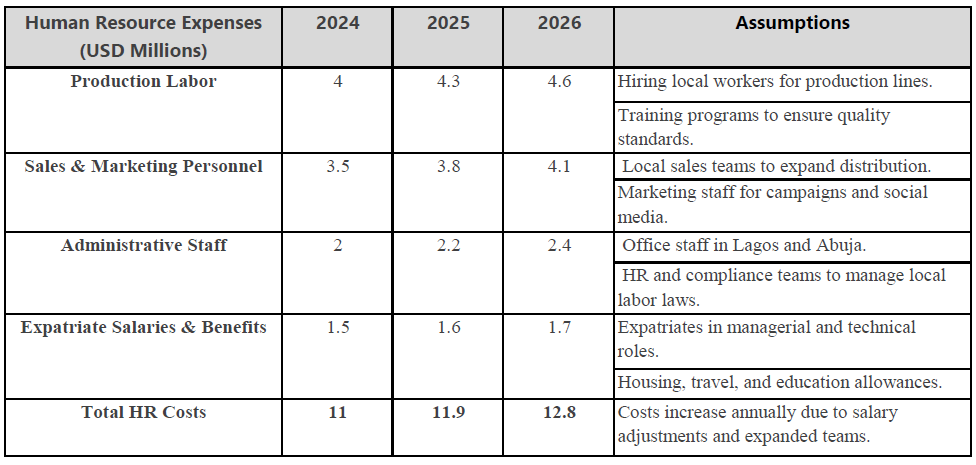 Human Resource Expenses 2024 2025 2026 Assumptions
(USD Millions)
Production Labor 4 4.3 4.6 Hiring local workers for production lines.
Training programs to ensure quality
standards.
Sales & Marketing Personnel 3.5 3.8 4.1 Local sales teams to expand distribution.
Marketing staff for campaigns and social
media.
Administrative Staff 2 2.2 2.4 Office staff in Lagos and Abuja.
HR and compliance teams to manage local
labor laws.
Expatriate Salaries & Benefits 1.5 1.6 1.7 Expatriates in managerial and technical
roles.
Housing, travel, and education allowances.
Total HR Costs 11 11.9 12.8 Costs increase annually due to salary
adjustments and expanded teams.